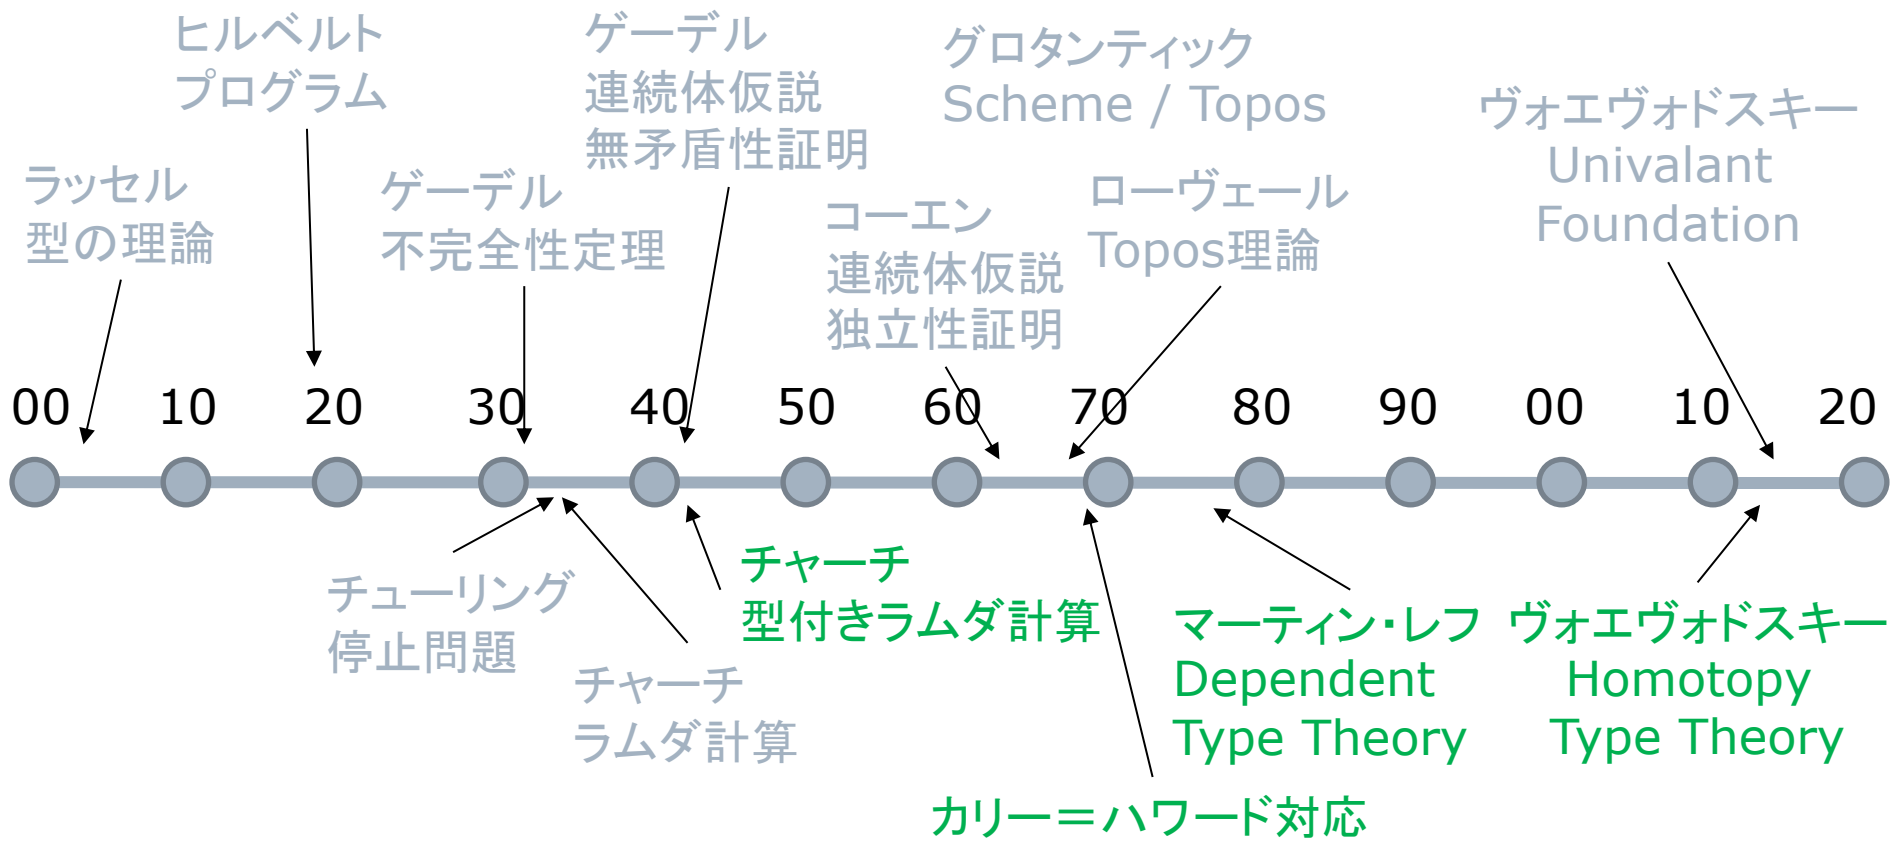 ヒルベルト
プログラム
ゲーデル
連続体仮説
無矛盾性証明
グロタンティック
Scheme / Topos
ヴォエヴォドスキー
Univalant
Foundation
ラッセル
型の理論
ゲーデル
不完全性定理
コーエン
連続体仮説
独立性証明
ローヴェール
Topos理論
00 10 20 30 40 50 60 70 80 90 00 10 20
チューリング
停止問題
チャーチ
ラムダ計算
チャーチ
型付きラムダ計算
マーティン・レフ
Dependent
Type Theory
ヴォエヴォドスキー
Homotopy
Type Theory
カリー＝ハワード対応